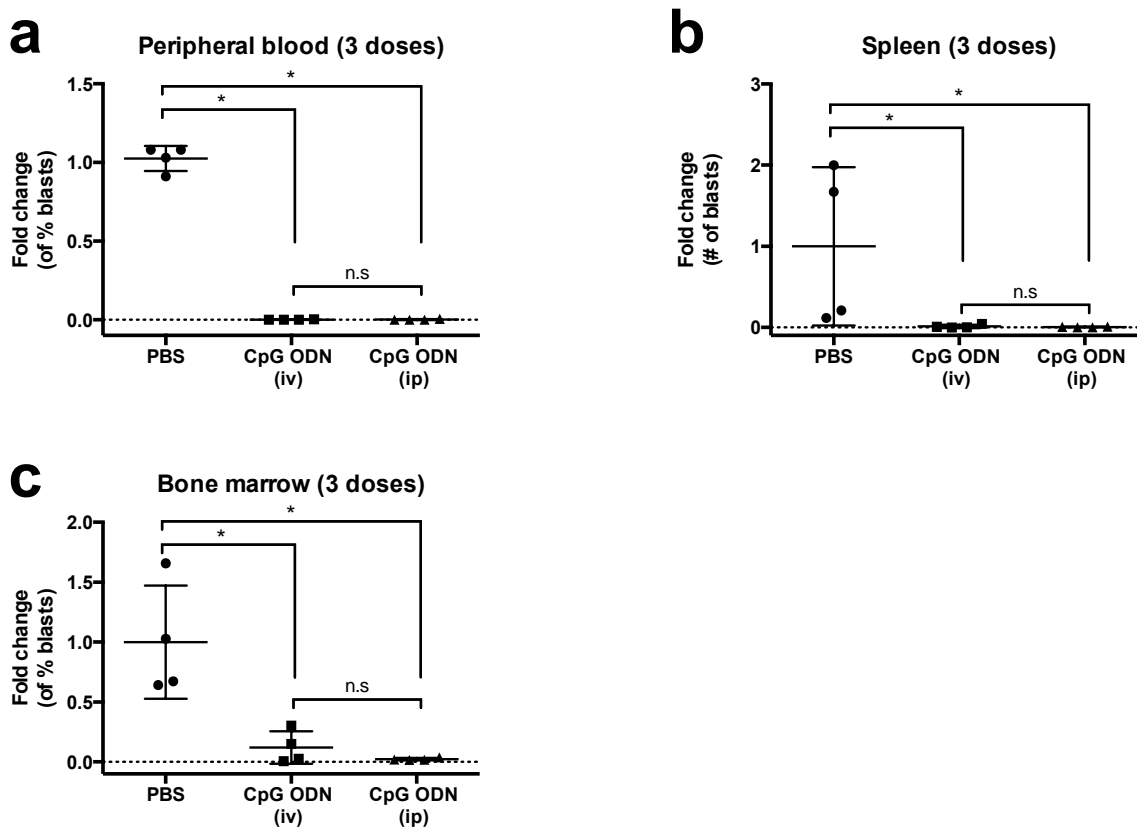 a
Peripheral blood (3 doses)
Fold change
(of % blasts)
1.5
1.0
0.5
0.0
*
*
n.s
PBS
CpG ODN
(iv)
CpG ODN
(ip)
b
Spleen (3 doses)
Fold change
(# of blasts)
3
2
1
0
*
*
n.s
PBS
CpG ODN
(iv)
CpG ODN
(ip)
c
Bone marrow (3 doses)
Fold change
(of % blasts)
2.0
1.5
1.0
0.5
0.0
*
*
n.s
PBS
CpG ODN
(iv)
CpG ODN
(ip)